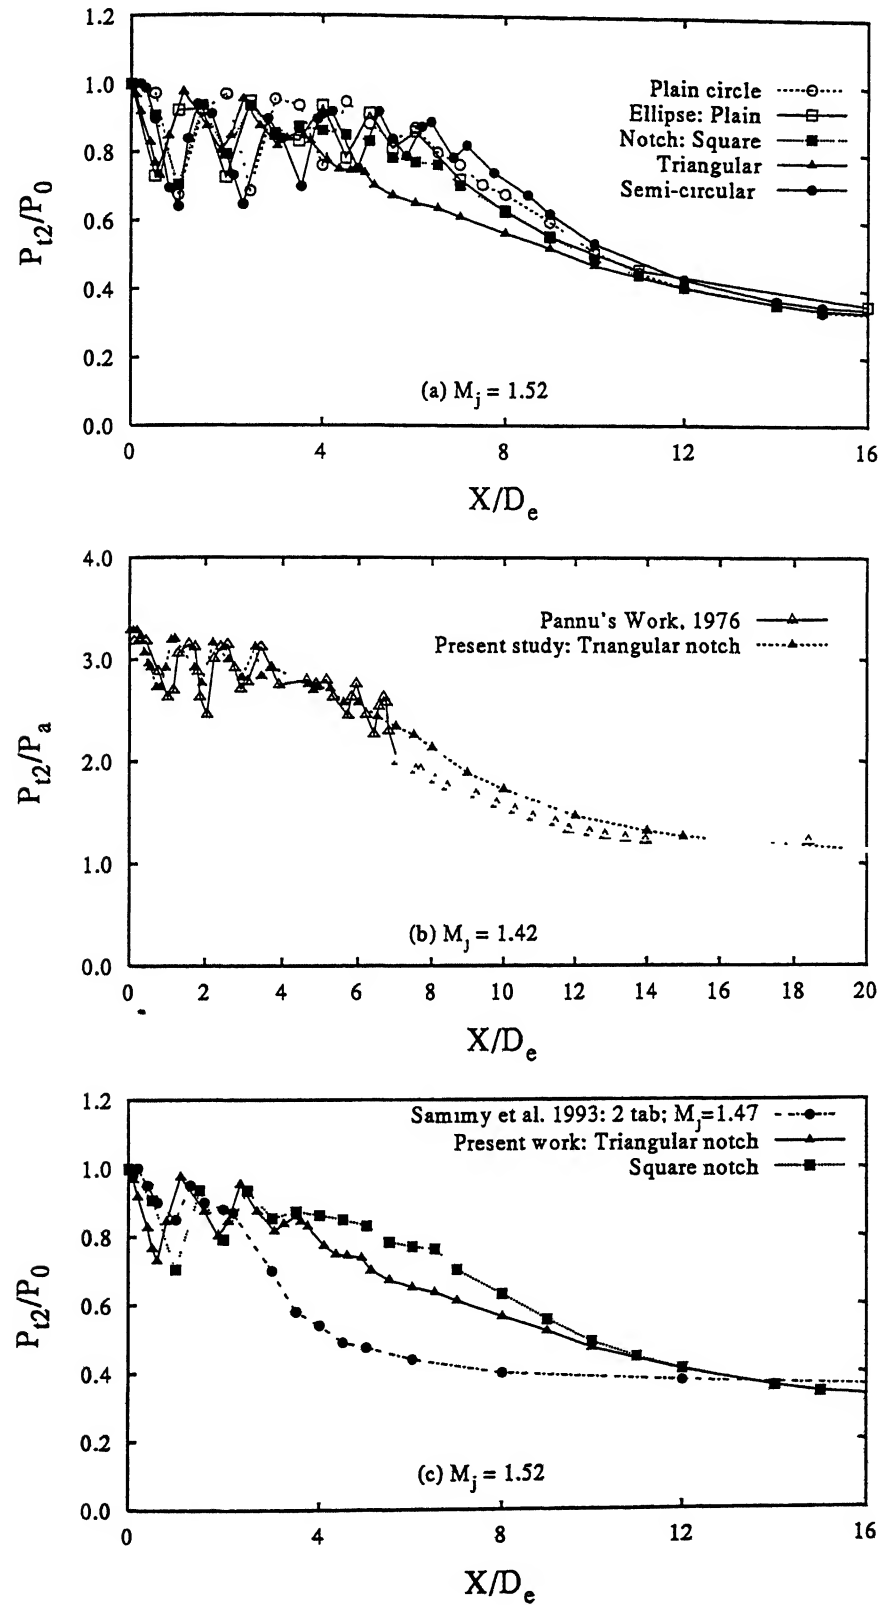 1.2
1.0
0.8
0.6
0.4
0.2
0.0
P_t2/P_0
Plain circle
Ellipse: Plain
Notch: Square
Triangular
Semi-circular
(a) M_j = 1.52
0 4 8 12 16
X/D_e
4.0
3.0
2.0
1.0
0.0
P_t2/P_a
Pannu's Work, 1976
Present study: Triangular notch
(b) M_j = 1.42
0 2 4 6 8 10 12 14 16 18 20
X/D_e
1.2
1.0
0.8
0.6
0.4
0.2
0.0
P_t2/P_0
Samimy et al. 1993: 2 tab; M_j=1.47
Present work: Triangular notch
Square notch
(c) M_j = 1.52
0 4 8 12 16
X/D_e